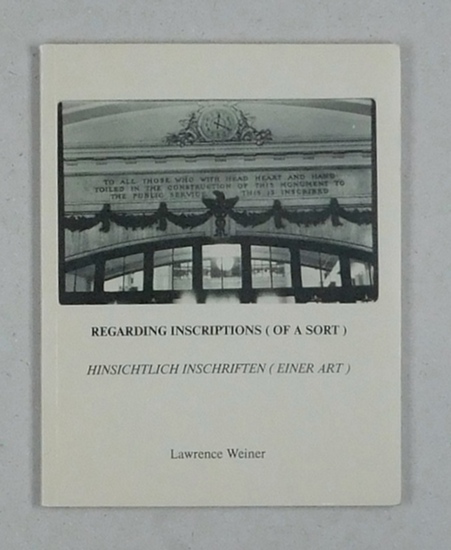 TO ALL THOSE WHO WITH HEAD HEART AND HAND
TOILED IN THE CONSTRUCTION OF THIS MONUMENT TO
THE PUBLIC SERVICE THIS IS INSCRIBED
REGARDING INSCRIPTIONS ( OF A SORT )
HINSICHTLICH INSCHRIFTEN ( EINER ART )
Lawrence Weiner